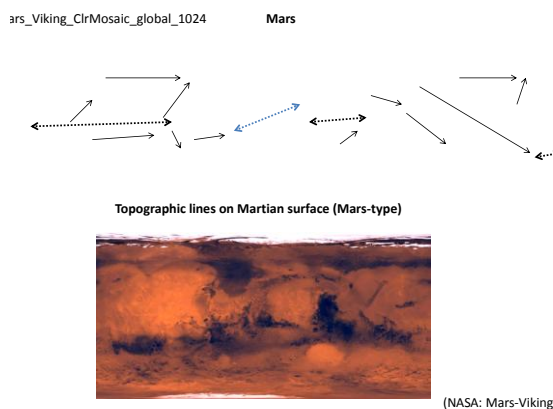 ars_Viking_ClrMosaic_global_1024 Mars
Topographic lines on Martian surface (Mars-type)
(NASA: Mars-Viking